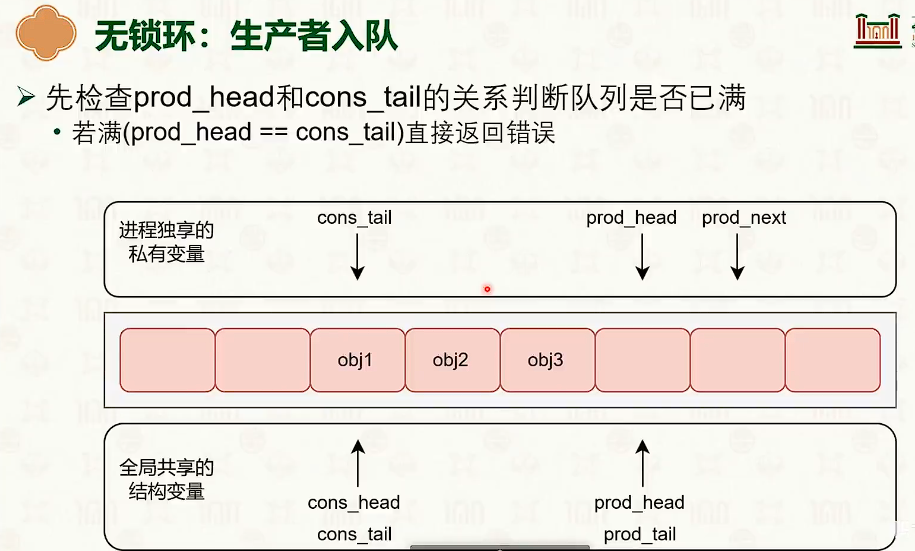 无锁环：生产者入队
先检查prod_head和cons_tail的关系判断队列是否已满
若满(prod_head == cons_tail)直接返回错误
进程独享的
私有变量
cons_tail
prod_head
prod_next
obj1
obj2
obj3
全局共享的
结构变量
cons_head
cons_tail
prod_head
prod_tail